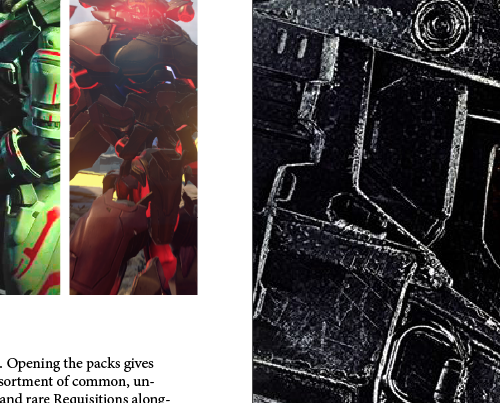 . Opening the packs gives
sortment of common, un-
and rare Requisitions along-